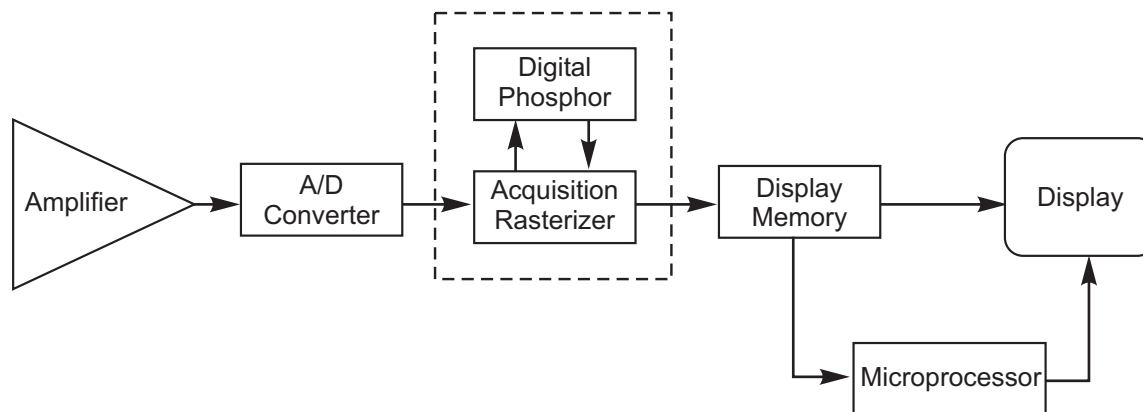 Amplifier
A/D
Converter
Digital
Phosphor
Acquisition
Rasterizer
Display
Memory
Display
Microprocessor